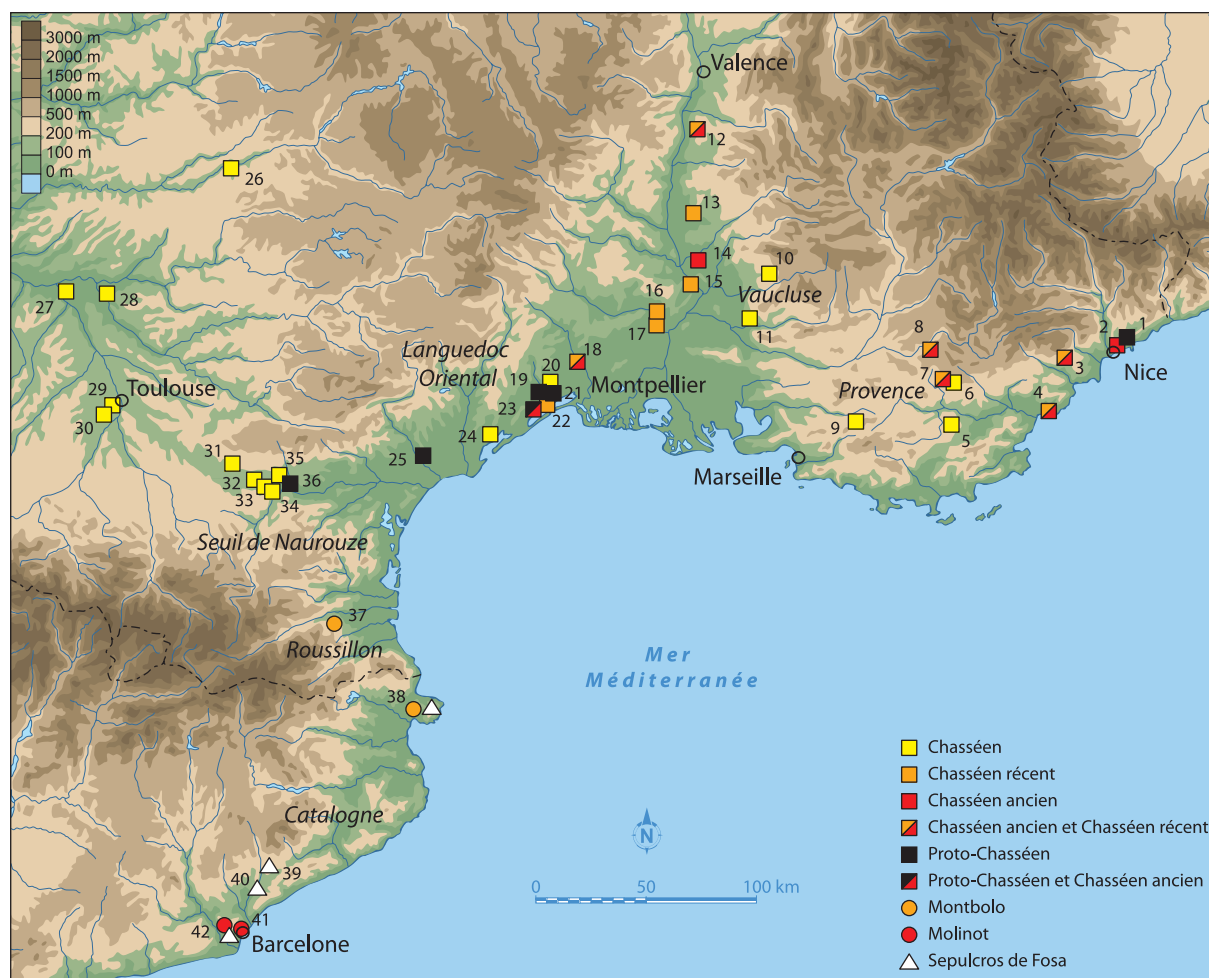 3000 m
2000 m
1500 m
1000 m
500 m
200 m
100 m
0 m
Valence
12
26
13
14
10
15
Vaucluse
27
28
16
17
11
8
2
1
Languedoc
Oriental
18
3
Nice
20
19
21
Montpellier
7
Provence
6
4
29
Toulouse
30
23
22
24
9
5
25
Marseille
31
35
32
36
33
34
Seuil de Naurouze
37
Roussillon
Mer
Méditerranée
38
Catalogne
N
40
39
0
50
100 km
42
41
Barcelone
Chasséen
Chasséen récent
Chasséen ancien
Chasséen ancien et Chasséen récent
Proto-Chasséen
Proto-Chasséen et Chasséen ancien
Montbolo
Molinot
Sepulcros de Fosa